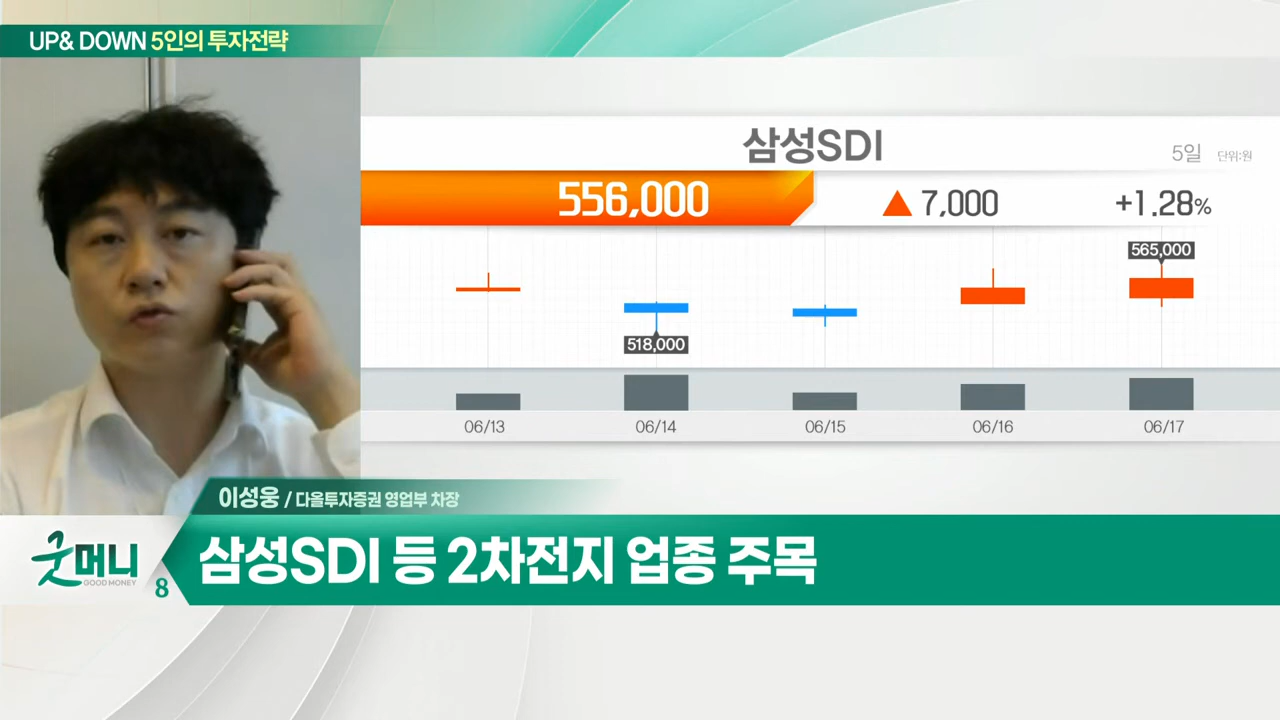 UP& DOWN 5인의 투자전략
삼성SDI
5일 단위:원
556,000 ▲ 7,000 +1.28%
565,000
518,000
06/13 06/14 06/15 06/16 06/17
이성웅 / 다올투자증권 영업부 차장
굿머니
GOOD MONEY
8
삼성SDI 등 2차전지 업종 주목